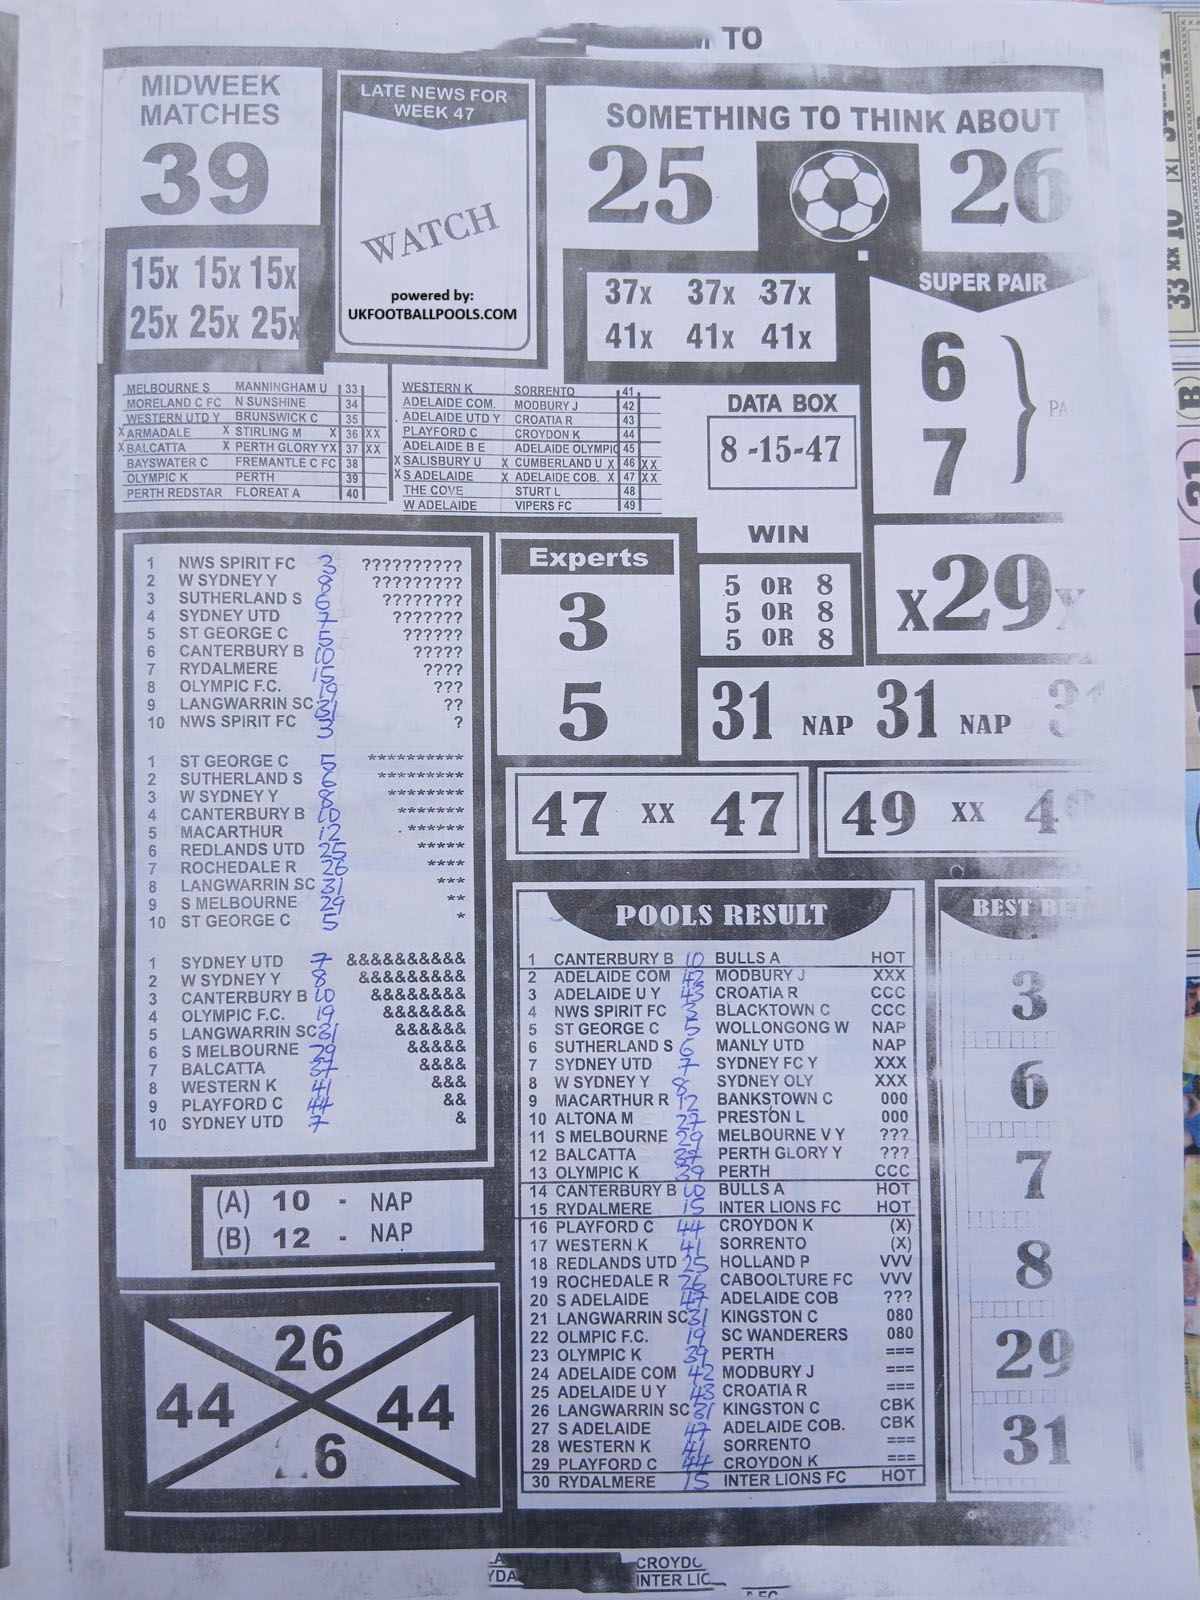 TO
MIDWEEK
MATCHES
39
LATE NEWS FOR
WEEK 47
WATCH
powered by:
UKFOOTBALLPOOLS.COM
SOMETHING TO THINK ABOUT
25 26
15x 15x 15x
25x 25x 25x
37x 37x 37x
41x 41x 41x
SUPER PAIR
6
7
MELBOURNE S MANNINGHAM U 33
MORELAND C FC N SUNSHINE 34
WESTERN UTD Y BRUNSWICK C 35
X ARMADALE X STIRLING M X 36 XX
X BALCATTA X PERTH GLORY Y X 37 XX
BAYSWATER C FREMANTLE C FC 38
OLYMPIC K PERTH 39
PERTH REDSTAR FLOREAT A 40
WESTERN K SORRENTO 41
ADELAIDE COM. MODBURY J 42
ADELAIDE UTD Y CROATIA R 43
PLAYFORD C CROYDON K 44
ADELAIDE B E ADELAIDE OLYMPIC 45
X SALISBURY U X CUMBERLAND U X 46 XX
X S ADELAIDE X ADELAIDE COB. X 47 XX
THE COVE STURT L 48
W ADELAIDE VIPERS FC 49
DATA BOX
8 -15-47
WIN
5 OR 8
5 OR 8
5 OR 8
X29X
1 NWS SPIRIT FC 3 ??????????
2 W SYDNEY Y 8 ?????????
3 SUTHERLAND S 6 ????????
4 SYDNEY UTD 7 ???????
5 ST GEORGE C 5 ??????
6 CANTERBURY B 10 ?????
7 RYDALMERE 15 ????
8 OLYMPIC F.C. 19 ???
9 LANGWARRIN SC 31 ??
10 NWS SPIRIT FC 3 ?
1 ST GEORGE C 5 **********
2 SUTHERLAND S 6 *********
3 W SYDNEY Y 8 ********
4 CANTERBURY B 10 *******
5 MACARTHUR 12 ******
6 REDLANDS UTD 25 *****
7 ROCHEDALE R 26 ****
8 LANGWARRIN SC 31 ***
9 S MELBOURNE 29 **
10 ST GEORGE C 5 *
1 SYDNEY UTD 7 &&&&&&&&&&
2 W SYDNEY Y 8 &&&&&&&&&
3 CANTERBURY B 10 &&&&&&&&
4 OLYMPIC F.C. 19 &&&&&&&
5 LANGWARRIN SC 31 &&&&&&
6 S MELBOURNE 29 &&&&&
7 BALCATTA 37 &&&&
8 WESTERN K 41 &&&
9 PLAYFORD C 44 &&
10 SYDNEY UTD 7 &
Experts
3
5
31 NAP 31 NAP
47 XX 47
49 XX
(A) 10 - NAP
(B) 12 - NAP
26
44 44
6
POOLS RESULT
1 CANTERBURY B 10 BULLS A HOT
2 ADELAIDE COM 42 MODBURY J XXX
3 ADELAIDE U Y 43 CROATIA R CCC
4 NWS SPIRIT FC 3 BLACKTOWN C CCC
5 ST GEORGE C 5 WOLLONGONG W NAP
6 SUTHERLAND S 6 MANLY UTD NAP
7 SYDNEY UTD 7 SYDNEY FC Y XXX
8 W SYDNEY Y 8 SYDNEY OLY XXX
9 MACARTHUR R 12 BANKSTOWN C 000
10 ALTONA M 27 PRESTON L 000
11 S MELBOURNE 29 MELBOURNE V Y ???
12 BALCATTA 37 PERTH GLORY Y ???
13 OLYMPIC K 39 PERTH CCC
14 CANTERBURY B 10 BULLS A HOT
15 RYDALMERE 15 INTER LIONS FC HOT
16 PLAYFORD C 44 CROYDON K (X)
17 WESTERN K 41 SORRENTO (X)
18 REDLANDS UTD 25 HOLLAND P VVV
19 ROCHEDALE R 26 CABOOLTURE FC VVV
20 S ADELAIDE 47 ADELAIDE COB ???
21 LANGWARRIN SC 31 KINGSTON C 080
22 OLMPIC F.C. 19 SC WANDERERS 080
23 OLYMPIC K 39 PERTH ===
24 ADELAIDE COM 42 MODBURY J ===
25 ADELAIDE U Y 43 CROATIA R ===
26 LANGWARRIN SC 31 KINGSTON C CBK
27 S ADELAIDE 47 ADELAIDE COB. CBK
28 WESTERN K 41 SORRENTO ===
29 PLAYFORD C 44 CROYDON K ===
30 RYDALMERE 15 INTER LIONS FC HOT
BEST BET
3
6
7
8
29
31